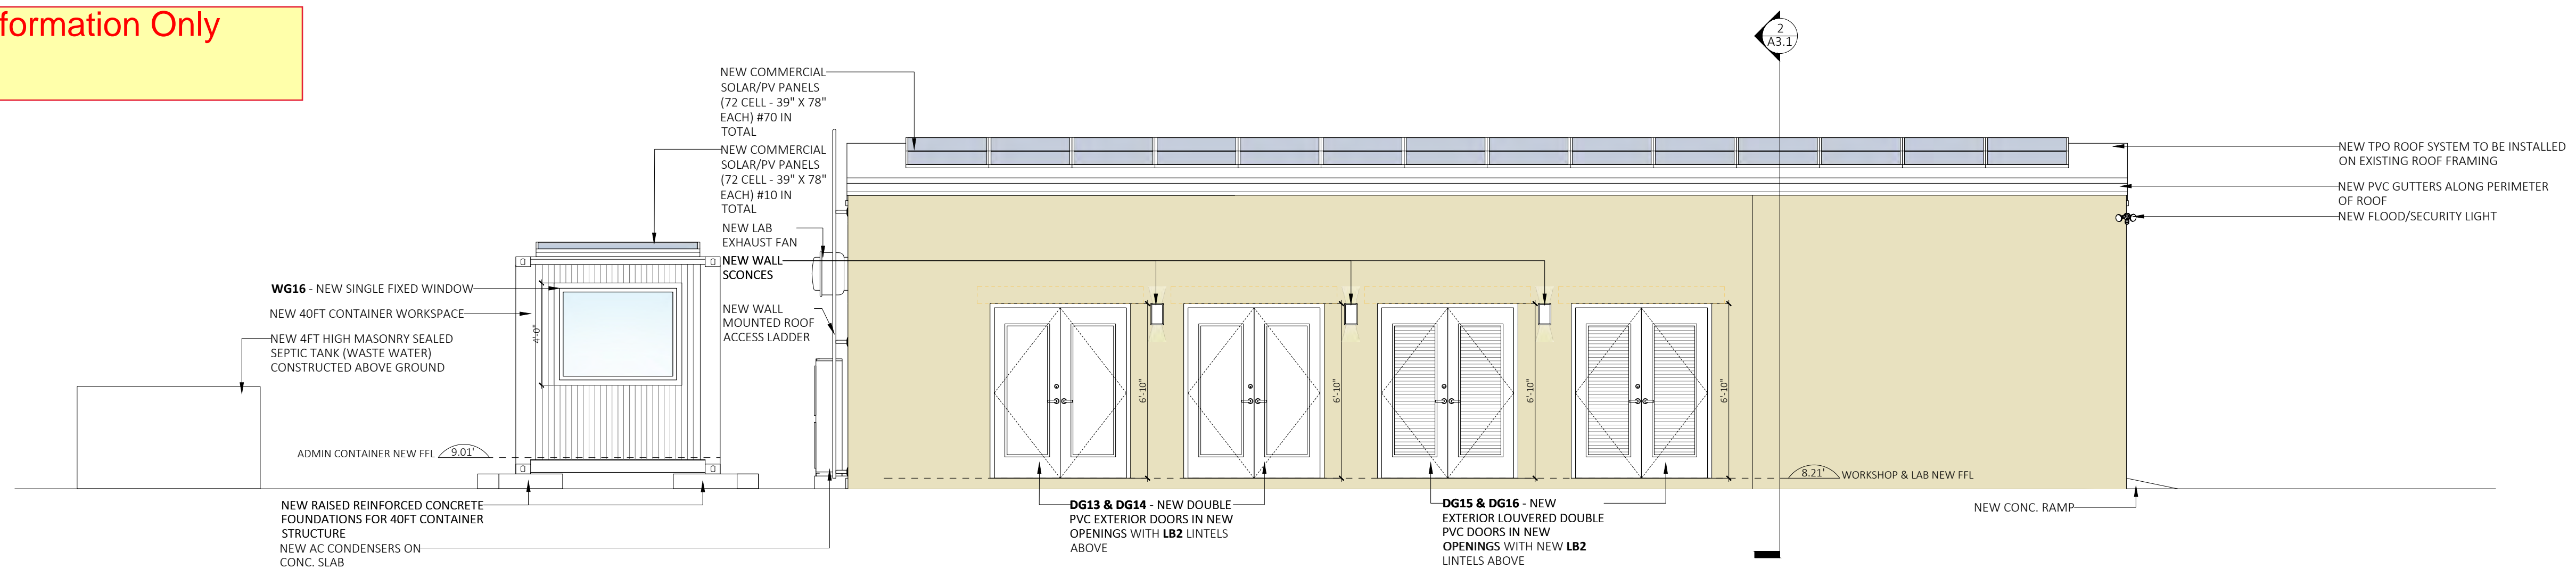 formation Only
2
A3.1
NEW COMMERCIAL
SOLAR/PV PANELS
(72 CELL - 39" X 78"
EACH) #70 IN
TOTAL
NEW COMMERCIAL
SOLAR/PV PANELS
(72 CELL - 39" X 78"
EACH) #10 IN
TOTAL
NEW LAB
EXHAUST FAN
NEW WALL
SCONCES
NEW WALL
MOUNTED ROOF
ACCESS LADDER
WG16 - NEW SINGLE FIXED WINDOW
NEW 40FT CONTAINER WORKSPACE
NEW 4FT HIGH MASONRY SEALED
SEPTIC TANK (WASTE WATER)
CONSTRUCTED ABOVE GROUND
4'-0"
ADMIN CONTAINER NEW FFL
9.01'
NEW RAISED REINFORCED CONCRETE
FOUNDATIONS FOR 40FT CONTAINER
STRUCTURE
NEW AC CONDENSERS ON
CONC. SLAB
6'-10"
6'-10"
6'-10"
6'-10"
DG13 & DG14 - NEW DOUBLE
PVC EXTERIOR DOORS IN NEW
OPENINGS WITH LB2 LINTELS
ABOVE
DG15 & DG16 - NEW
EXTERIOR LOUVERED DOUBLE
PVC DOORS IN NEW
OPENINGS WITH NEW LB2
LINTELS ABOVE
8.21'
WORKSHOP & LAB NEW FFL
NEW CONC. RAMP
NEW TPO ROOF SYSTEM TO BE INSTALLED
ON EXISTING ROOF FRAMING
NEW PVC GUTTERS ALONG PERIMETER
OF ROOF
NEW FLOOD/SECURITY LIGHT